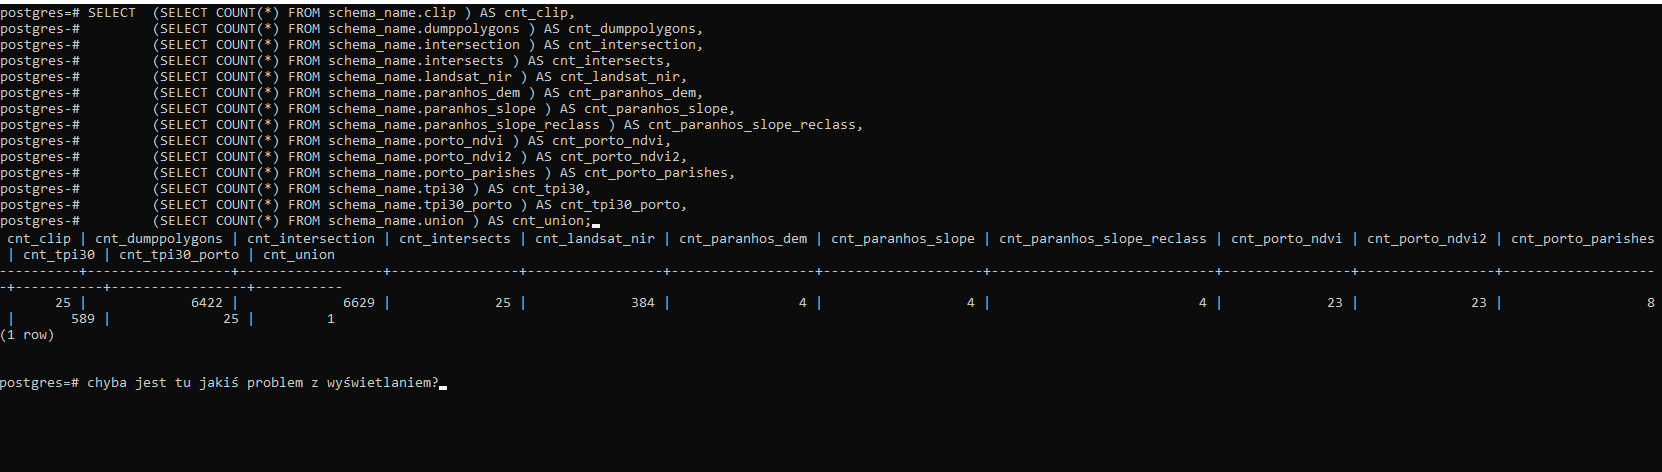 postgres=# SELECT  (SELECT COUNT(*) FROM schema_name.clip ) AS cnt_clip,
postgres-#         (SELECT COUNT(*) FROM schema_name.dumppolygons ) AS cnt_dumppolygons,
postgres-#         (SELECT COUNT(*) FROM schema_name.intersection ) AS cnt_intersection,
postgres-#         (SELECT COUNT(*) FROM schema_name.intersects ) AS cnt_intersects,
postgres-#         (SELECT COUNT(*) FROM schema_name.landsat_nir ) AS cnt_landsat_nir,
postgres-#         (SELECT COUNT(*) FROM schema_name.paranhos_dem ) AS cnt_paranhos_dem,
postgres-#         (SELECT COUNT(*) FROM schema_name.paranhos_slope ) AS cnt_paranhos_slope,
postgres-#         (SELECT COUNT(*) FROM schema_name.paranhos_slope_reclass ) AS cnt_paranhos_slope_reclass,
postgres-#         (SELECT COUNT(*) FROM schema_name.porto_ndvi ) AS cnt_porto_ndvi,
postgres-#         (SELECT COUNT(*) FROM schema_name.porto_ndvi2 ) AS cnt_porto_ndvi2,
postgres-#         (SELECT COUNT(*) FROM schema_name.porto_parishes ) AS cnt_porto_parishes,
postgres-#         (SELECT COUNT(*) FROM schema_name.tpi30 ) AS cnt_tpi30,
postgres-#         (SELECT COUNT(*) FROM schema_name.tpi30_porto ) AS cnt_tpi30_porto,
postgres-#         (SELECT COUNT(*) FROM schema_name.union ) AS cnt_union;
 cnt_clip | cnt_dumppolygons | cnt_intersection | cnt_intersects | cnt_landsat_nir | cnt_paranhos_dem | cnt_paranhos_slope | cnt_paranhos_slope_reclass | cnt_porto_ndvi | cnt_porto_ndvi2 | cnt_porto_parishes
 | cnt_tpi30 | cnt_tpi30_porto | cnt_union
----------+------------------+------------------+----------------+-----------------+------------------+--------------------+----------------------------+----------------+-----------------+-------------------
-+-----------+-----------------+-----------
       25 |             6422 |             6629 |             25 |             384 |                4 |                  4 |                          4 |             23 |              23 |                  8
 |       589 |              25 |         1
(1 row)
postgres=# chyba jest tu jakiś problem z wyświetlaniem?